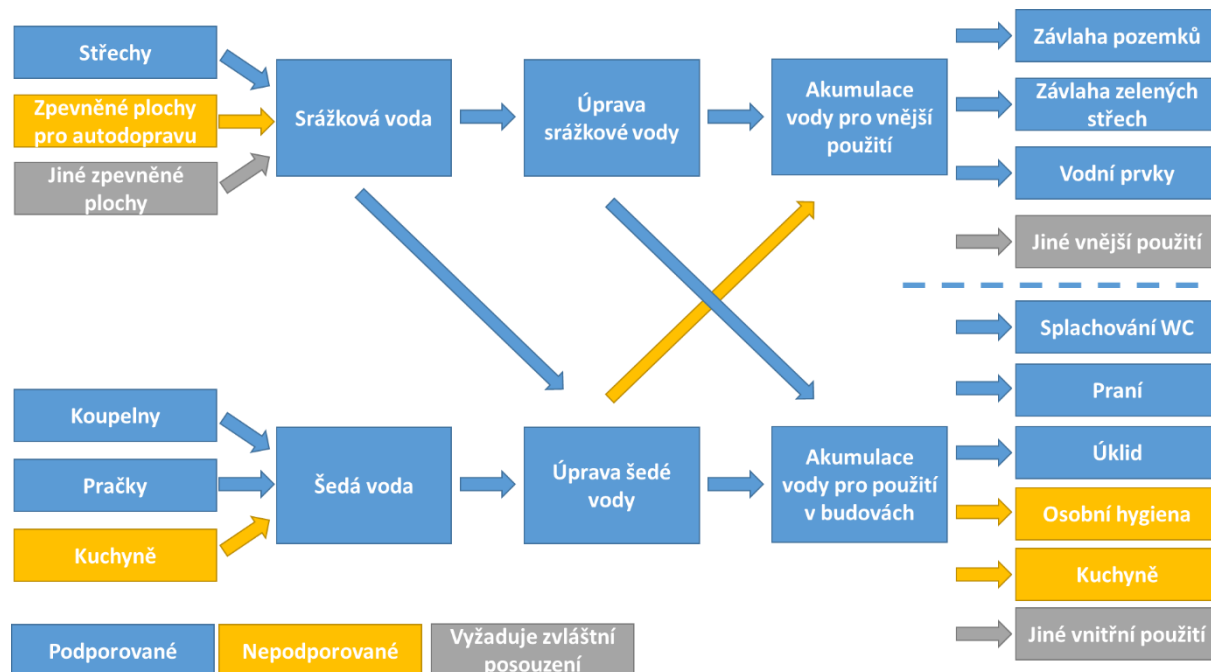 Střechy
Zpevněné plochy
pro autodopravu
Jiné zpevněné
plochy
Srážková voda
Úprava
srážkové vody
Akumulace
vody pro vnější
použití
Závlaha pozemků
Závlaha zelených
střech
Vodní prvky
Jiné vnější použití
Koupelny
Pračky
Kuchyně
Šedá voda
Úprava šedé
vody
Akumulace
vody pro použití
v budovách
Splachování WC
Praní
Úklid
Osobní hygiena
Kuchyně
Jiné vnitřní použití
Podporované
Nepodporované
Vyžaduje zvláštní
posouzení